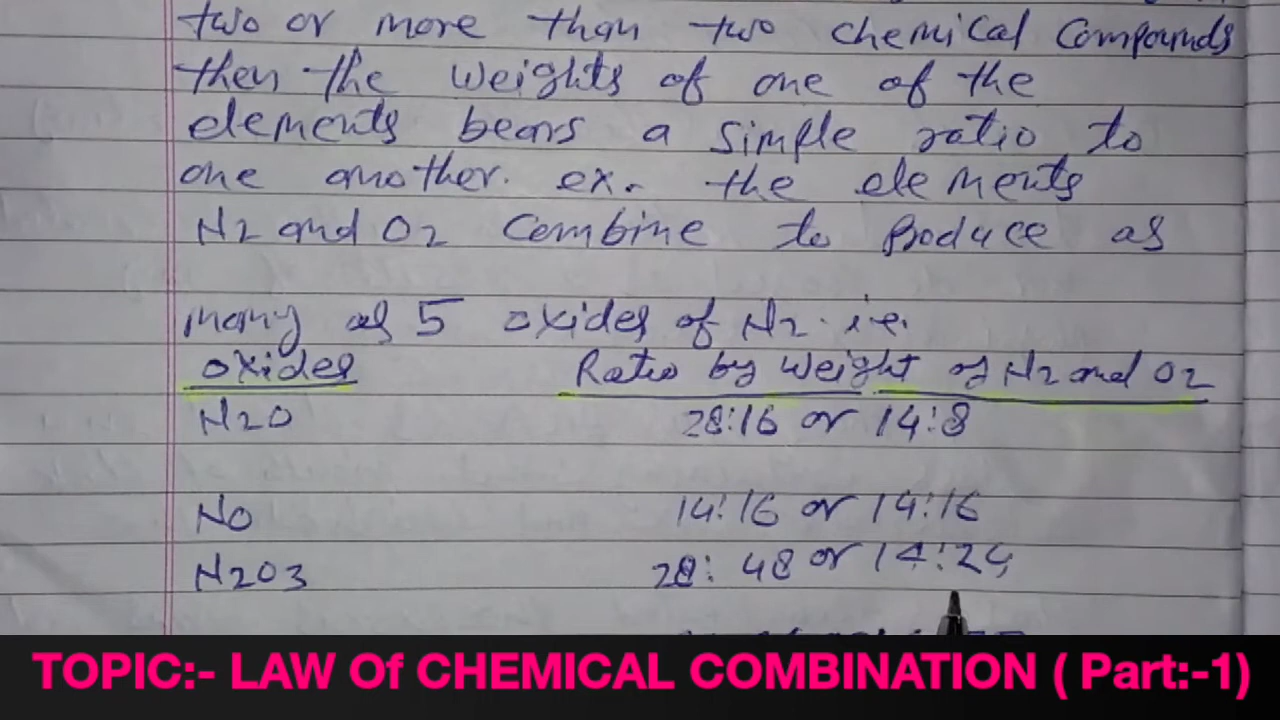 two or more than two chemical compounds
then the weights of one of the
elements bears a simple ratio to
one another. ex. the elements
N2 and O2 combine to produce as
many as 5 oxides of N2. i.e.
oxides Ratio by weight of N2 and O2
N2O 28:16 or 14:8
NO 14:16 or 14:16
N2O3 28:48 or 14:24
TOPIC:- LAW Of CHEMICAL COMBINATION ( Part:-1)